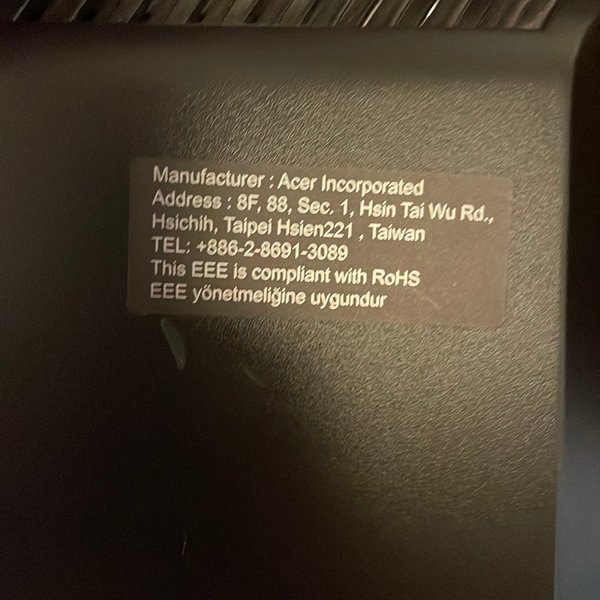 Manufacturer : Acer Incorporated
Address : 8F, 88, Sec. 1, Hsin Tai Wu Rd.,
Hsichih, Taipei Hsien221 , Taiwan
TEL: +886-2-8691-3089
This EEE is compliant with RoHS
EEE yönetmeliğine uygundur